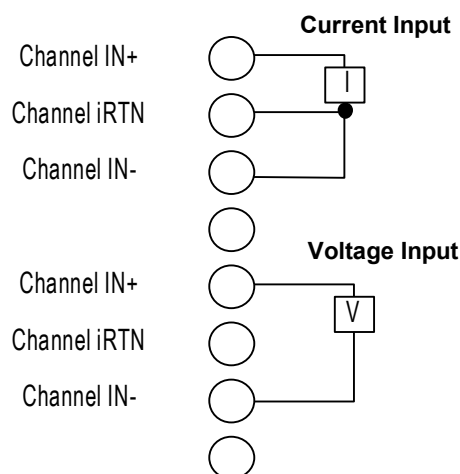 Current Input
Channel IN+
I
Channel iRTN
Channel IN-
Voltage Input
Channel IN+
V
Channel iRTN
Channel IN-